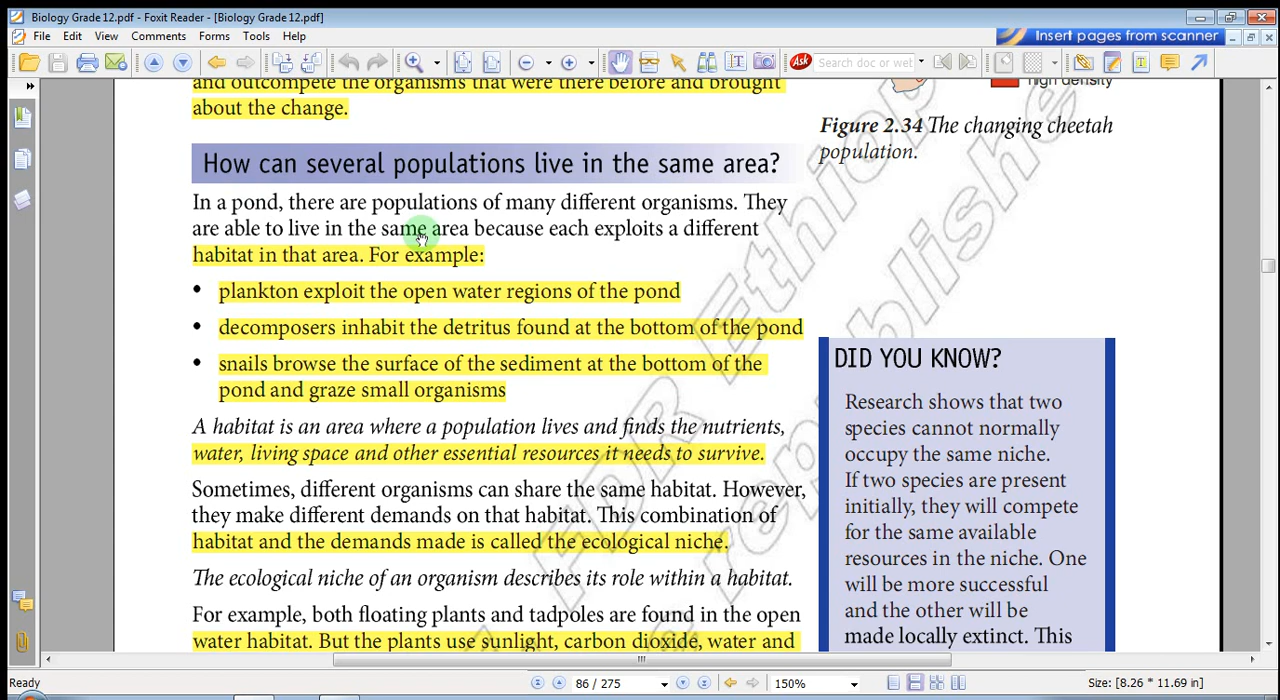 Biology Grade 12.pdf - Foxit Reader - [Biology Grade 12.pdf]
File Edit View Comments Forms Tools Help
Insert pages from scanner
Ask Search doc or wel
and outcompete the organisms that were there before and brought
about the change.
high density
Figure 2.34 The changing cheetah
population.
How can several populations live in the same area?
In a pond, there are populations of many different organisms. They
are able to live in the same area because each exploits a different
habitat in that area. For example:
• plankton exploit the open water regions of the pond
• decomposers inhabit the detritus found at the bottom of the pond
• snails browse the surface of the sediment at the bottom of the
pond and graze small organisms
A habitat is an area where a population lives and finds the nutrients,
water, living space and other essential resources it needs to survive.
Sometimes, different organisms can share the same habitat. However,
they make different demands on that habitat. This combination of
habitat and the demands made is called the ecological niche.
The ecological niche of an organism describes its role within a habitat.
For example, both floating plants and tadpoles are found in the open
water habitat. But the plants use sunlight, carbon dioxide, water and
DID YOU KNOW?
Research shows that two
species cannot normally
occupy the same niche.
If two species are present
initially, they will compete
for the same available
resources in the niche. One
will be more successful
and the other will be
made locally extinct. This
Ready
86 / 275
150%
Size: [8.26 * 11.69 in]